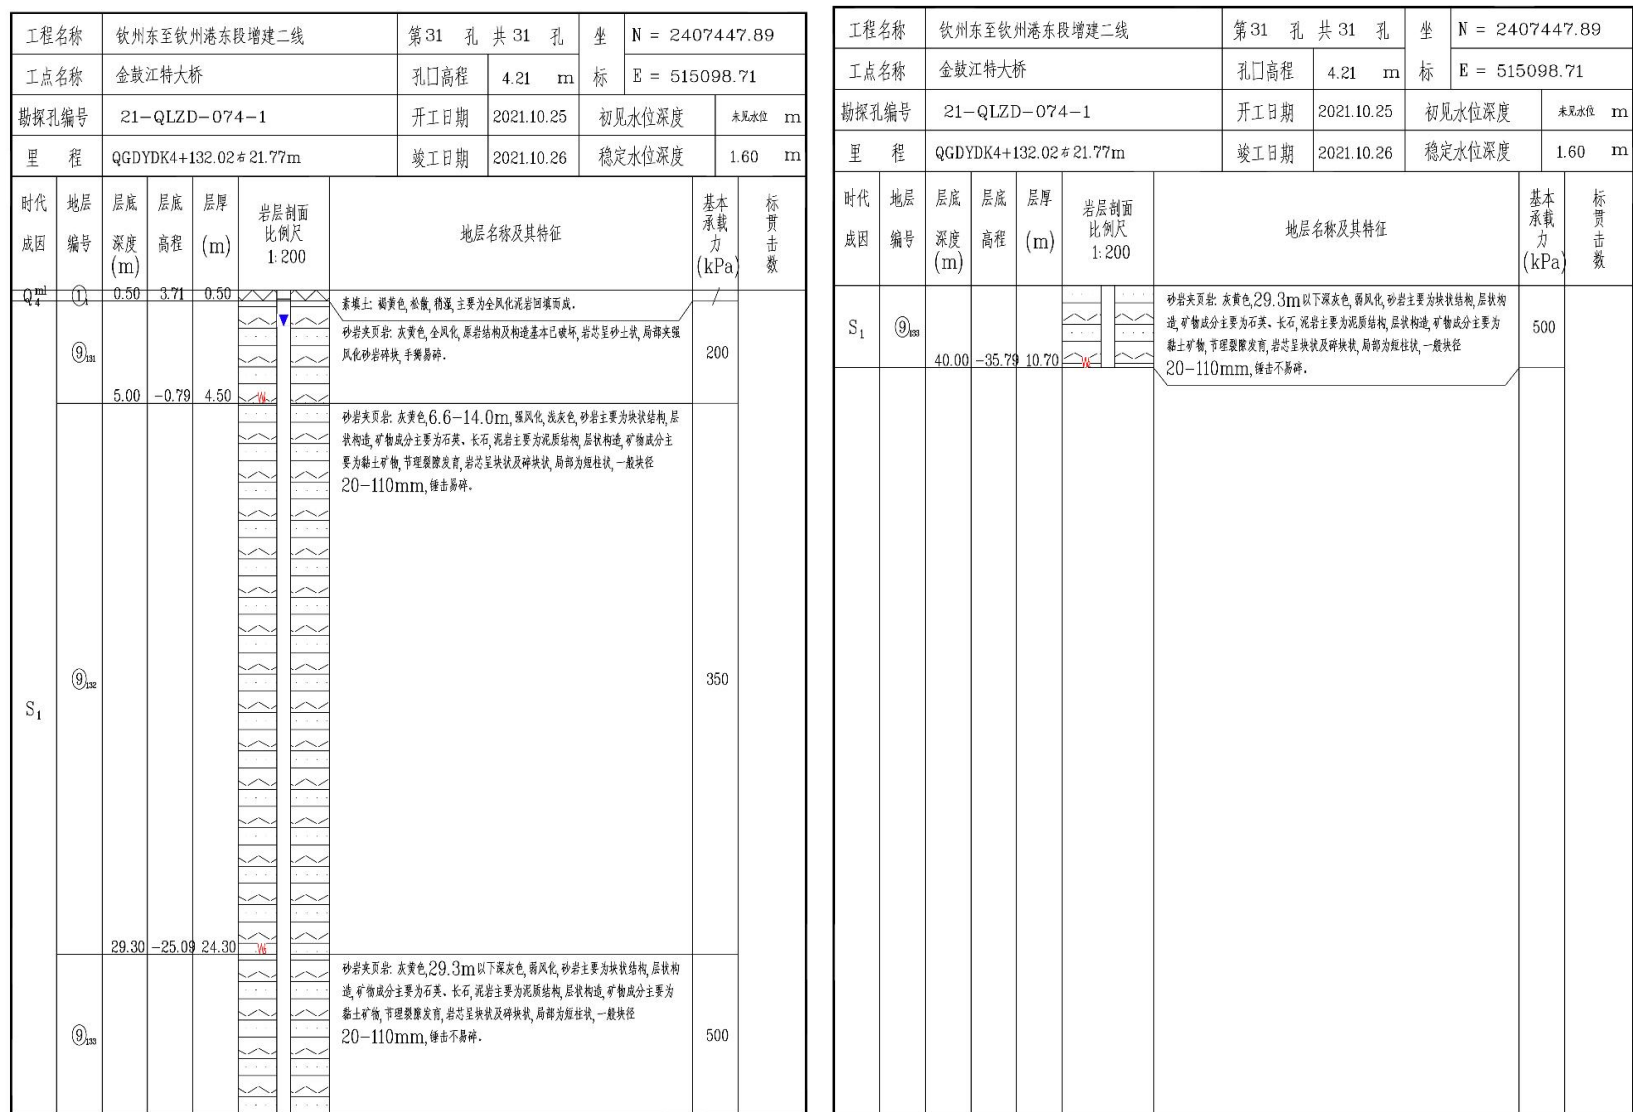 工程名称 钦州东至钦州港东段增建二线 第31 孔 共31 孔 坐 N = 2407447.89
工点名称 金鼓江特大桥 孔口高程 4.21 m 标 E = 515098.71
勘探孔编号 21-QLZD-074-1 开工日期 2021.10.25 初见水位深度 未见水位 m
里 程 QGDYDK4+132.02右21.77m 竣工日期 2021.10.26 稳定水位深度 1.60 m
时代 地层 层底 层底 层厚 岩层剖面 地层名称及其特征 基本 标
成因 编号 深度 高程 (m) 比例尺 承载 贯
(m) 1:200 力 击
(kPa) 数
Q4ml ①1 0.50 3.71 0.50 素填土: 褐黄色, 松散, 稍湿, 主要为全风化泥岩回填而成. /
砂岩夹页岩: 灰黄色, 全风化, 原岩结构及构造基本已破坏, 岩芯呈砂土状, 局部夹强
⑨131 风化砂岩碎块, 手掰易碎. 200
5.00 -0.79 4.50 W4
砂岩夹页岩: 灰黄色,6.6-14.0m, 强风化, 浅灰色, 砂岩主要为块状结构, 层
状构造, 矿物成分主要为石英、长石, 泥岩主要为泥质结构, 层状构造, 矿物成分主
要为黏土矿物, 节理裂隙发育, 岩芯呈块状及碎块状, 局部为短柱状, 一般块径
20-110mm, 锤击易碎.
⑨132 350
S1
29.30 -25.09 24.30 W3
砂岩夹页岩: 灰黄色,29.3m以下深灰色, 弱风化, 砂岩主要为块状结构, 层状构
造, 矿物成分主要为石英、长石, 泥岩主要为泥质结构, 层状构造, 矿物成分主要为
黏土矿物, 节理裂隙发育, 岩芯呈块状及碎块状, 局部为短柱状, 一般块径
⑨133 20-110mm, 锤击不易碎. 500
工程名称 钦州东至钦州港东段增建二线 第31 孔 共31 孔 坐 N = 2407447.89
工点名称 金鼓江特大桥 孔口高程 4.21 m 标 E = 515098.71
勘探孔编号 21-QLZD-074-1 开工日期 2021.10.25 初见水位深度 未见水位 m
里 程 QGDYDK4+132.02右21.77m 竣工日期 2021.10.26 稳定水位深度 1.60 m
时代 地层 层底 层底 层厚 岩层剖面 地层名称及其特征 基本 标
成因 编号 深度 高程 (m) 比例尺 承载 贯
(m) 1:200 力 击
(kPa) 数
砂岩夹页岩: 灰黄色,29.3m以下深灰色, 弱风化, 砂岩主要为块状结构, 层状构
造, 矿物成分主要为石英、长石, 泥岩主要为泥质结构, 层状构造, 矿物成分主要为
S1 ⑨133 黏土矿物, 节理裂隙发育, 岩芯呈块状及碎块状, 局部为短柱状, 一般块径 500
40.00 -35.79 10.70 W2 20-110mm, 锤击不易碎.